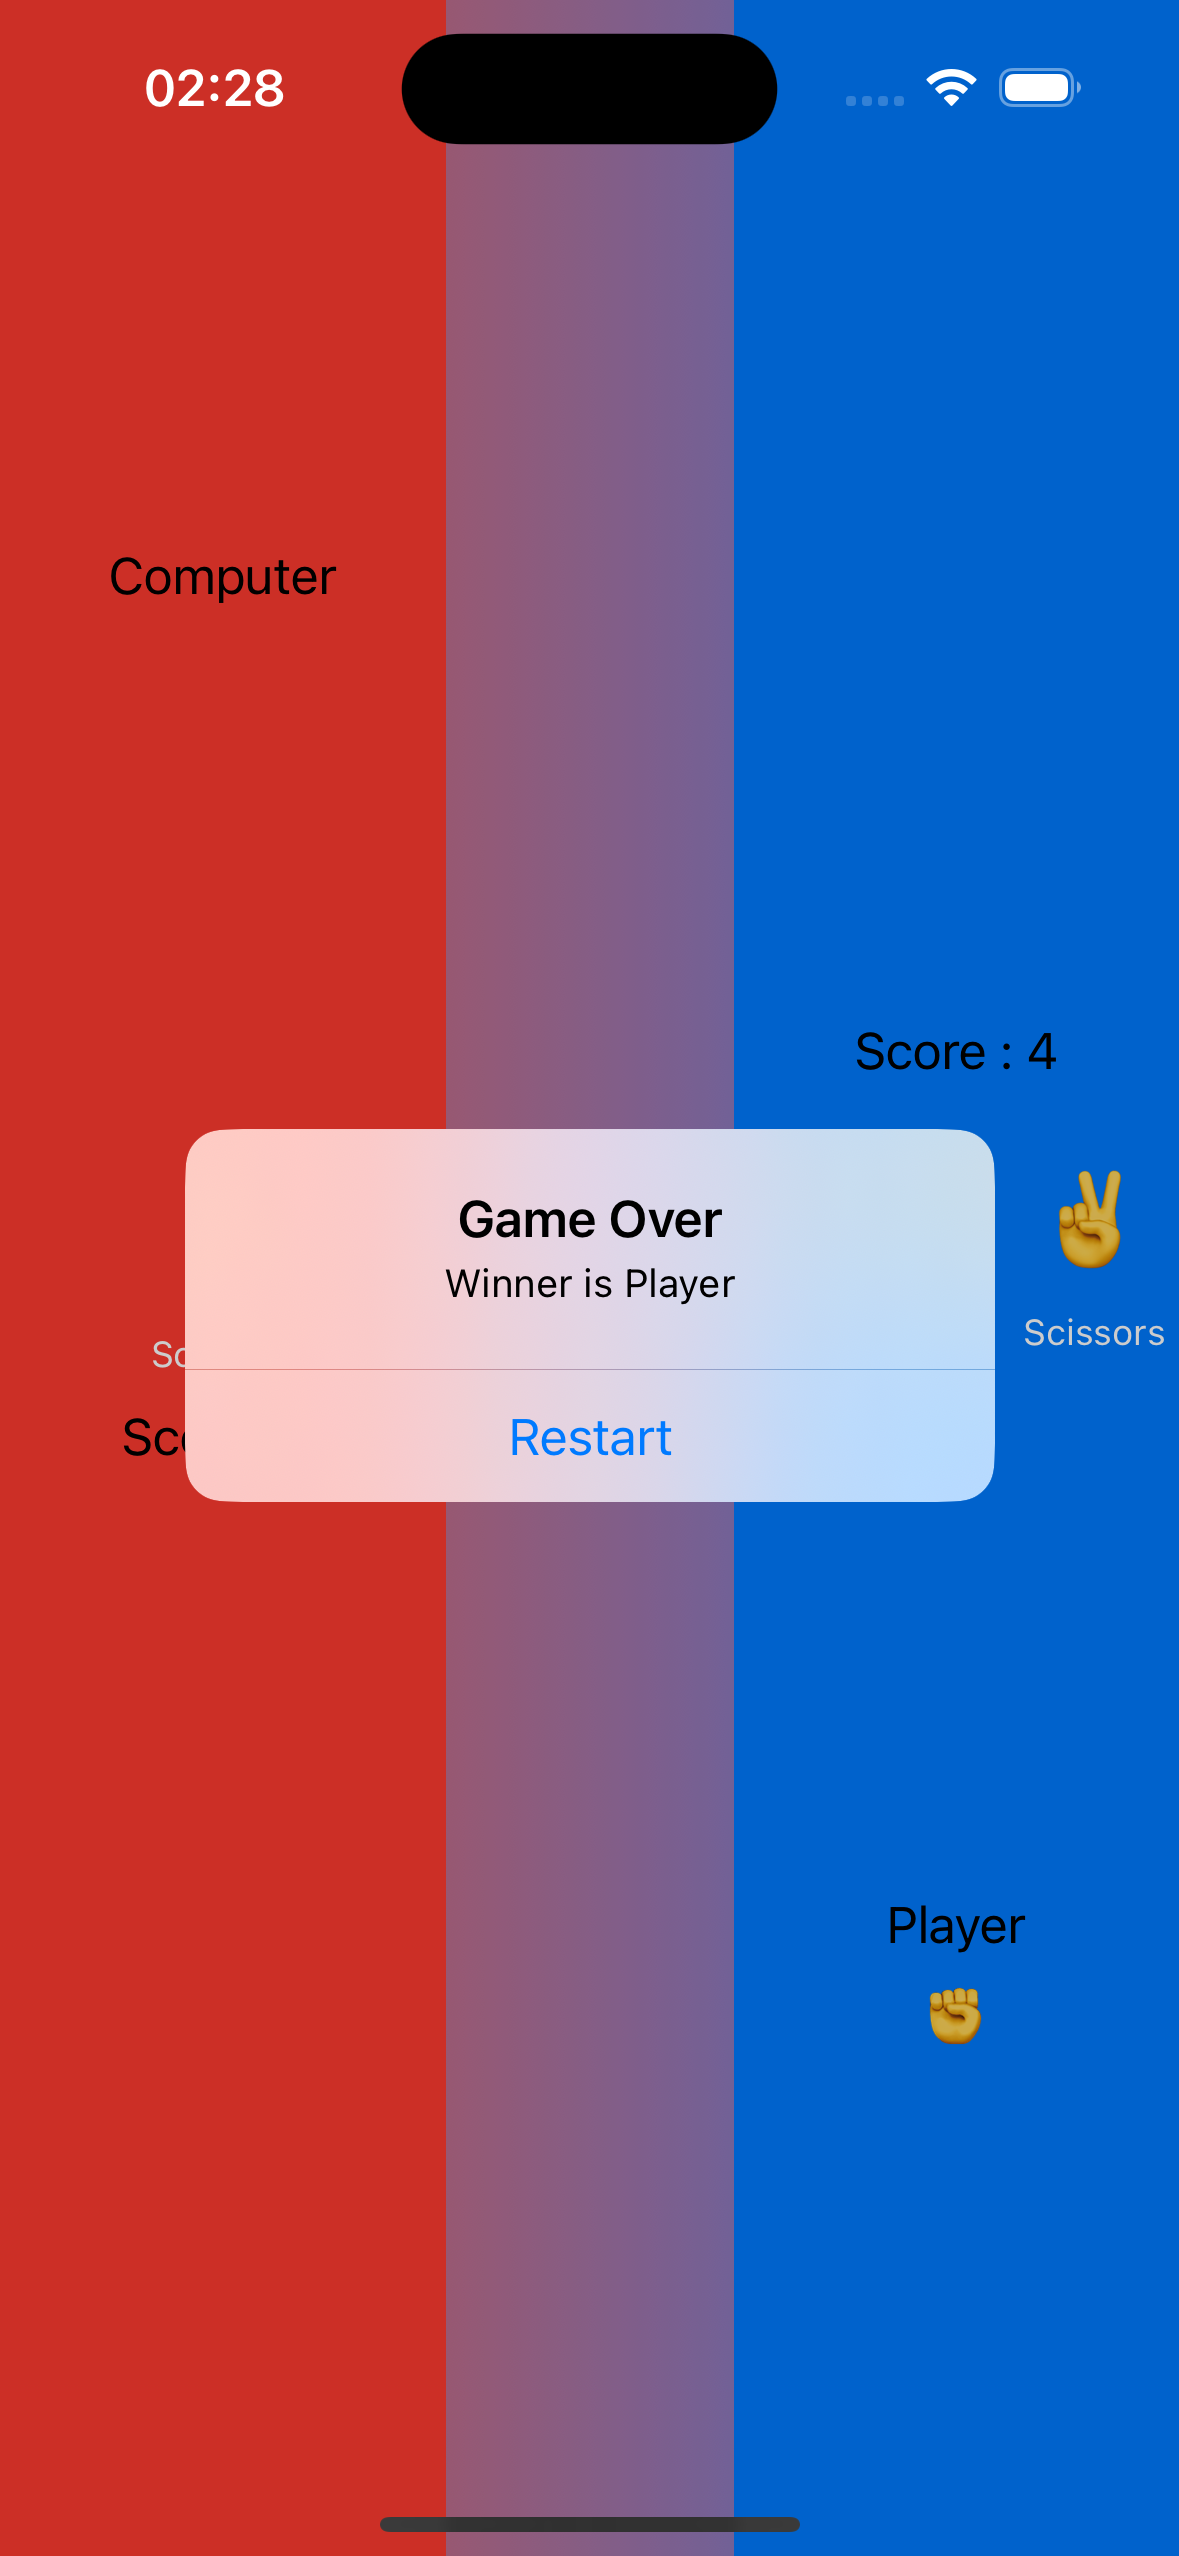 02:28
Computer
Score : 4
Game Over
Winner is Player
Scissors
Restart
Player